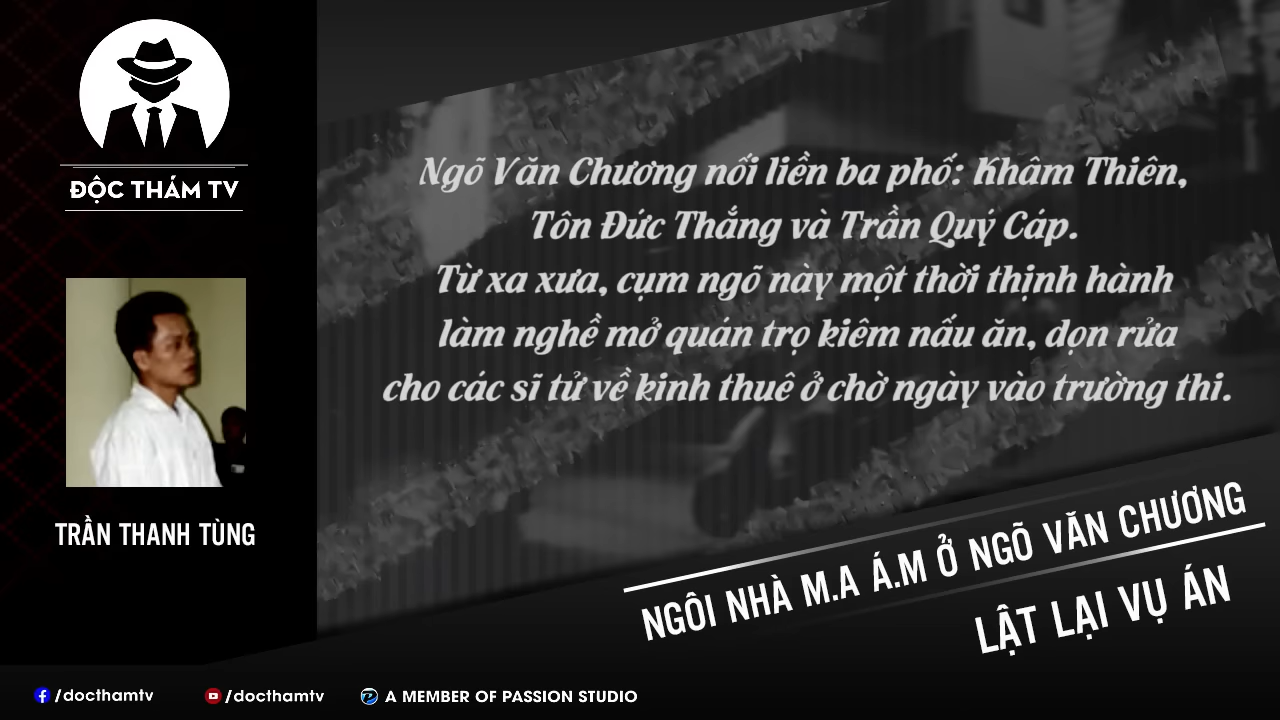 ĐỘC THÁM TV
TRẦN THANH TÙNG
Ngõ Văn Chương nối liền ba phố: Khâm Thiên,
Tôn Đức Thắng và Trần Quý Cáp.
Từ xa xưa, cụm ngõ này một thời thịnh hành
làm nghề mở quán trọ kiêm nấu ăn, dọn rửa
cho các sĩ tử về kinh thuê ở chờ ngày vào trường thi.
NGÔI NHÀ M.A Á.M Ở NGÕ VĂN CHƯƠNG
LẬT LẠI VỤ ÁN
/docthamtv /docthamtv A MEMBER OF PASSION STUDIO